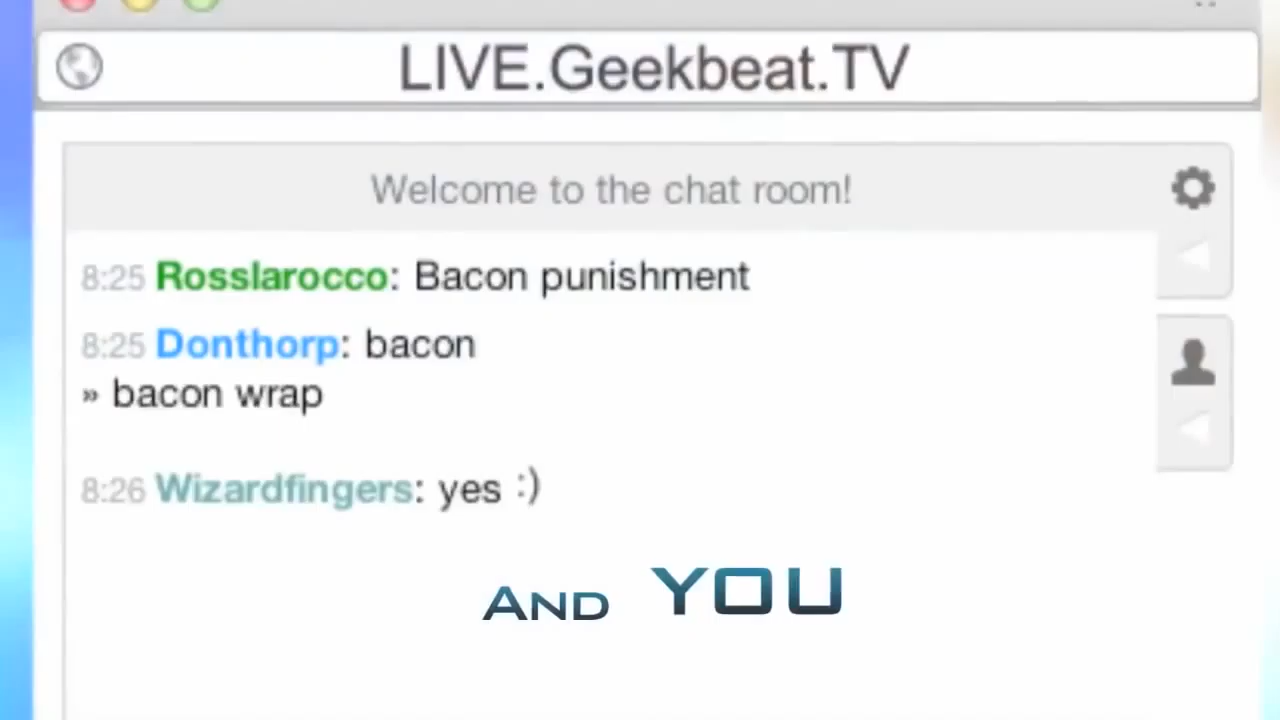 LIVE.Geekbeat.TV
Welcome to the chat room!
8:25 Rosslarocco: Bacon punishment
8:25 Donthorp: bacon
» bacon wrap
8:26 Wizardfingers: yes :)
AND YOU